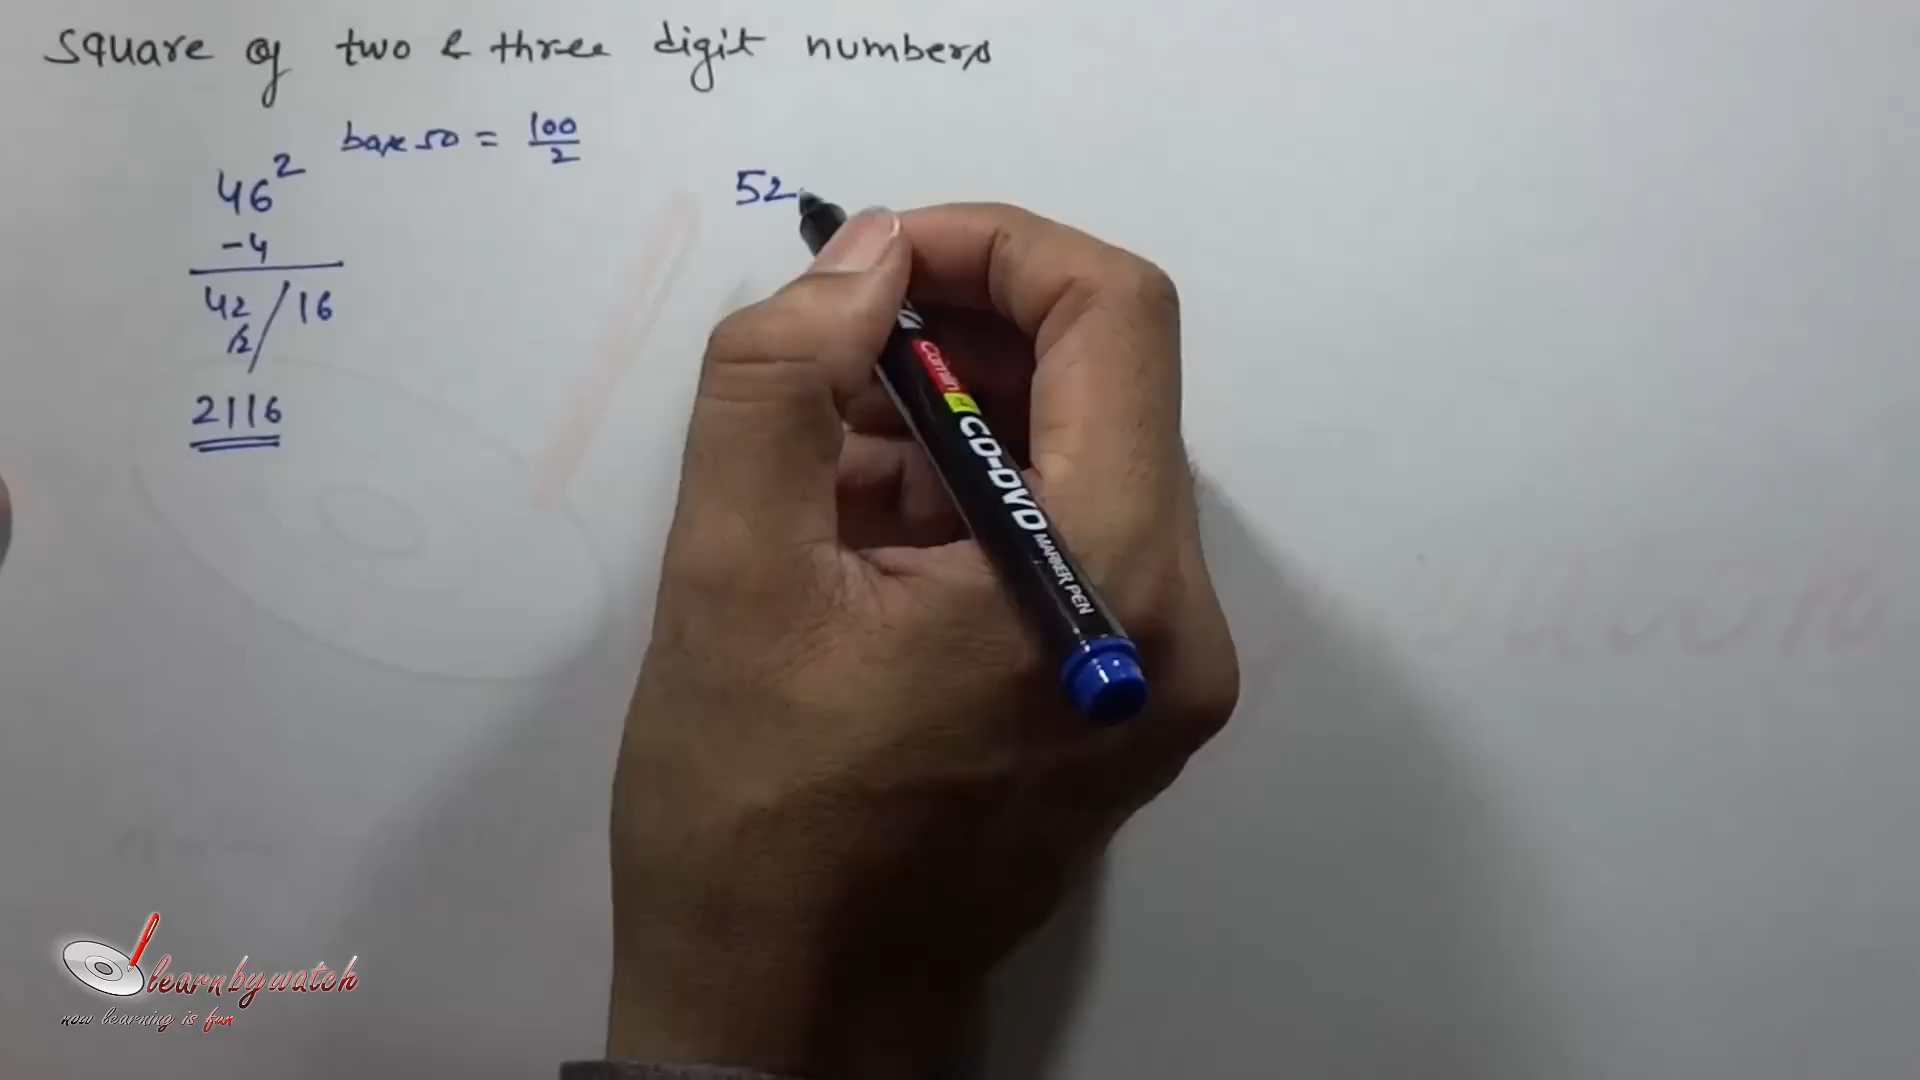 square of two & three digit numbers
base 50 = 100/2
46²
-4
42/2 / 16
2116
52
Camlin
CD-DVD MARKER PEN
learnbywatch
now learning is fun